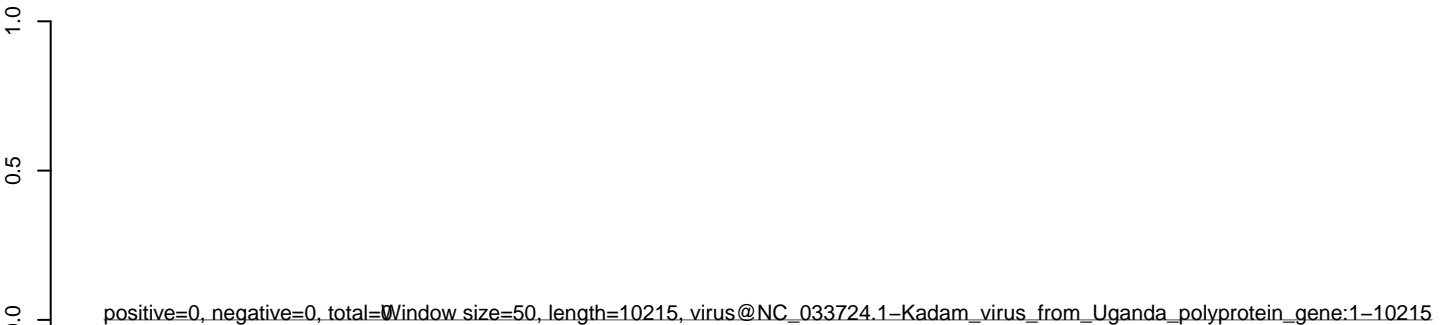 1.0
0.5
0.0
positive=0, negative=0, total=0
Window size=50, length=10215, virus@NC_033724.1−Kadam_virus_from_Uganda_polyprotein_gene:1−10215